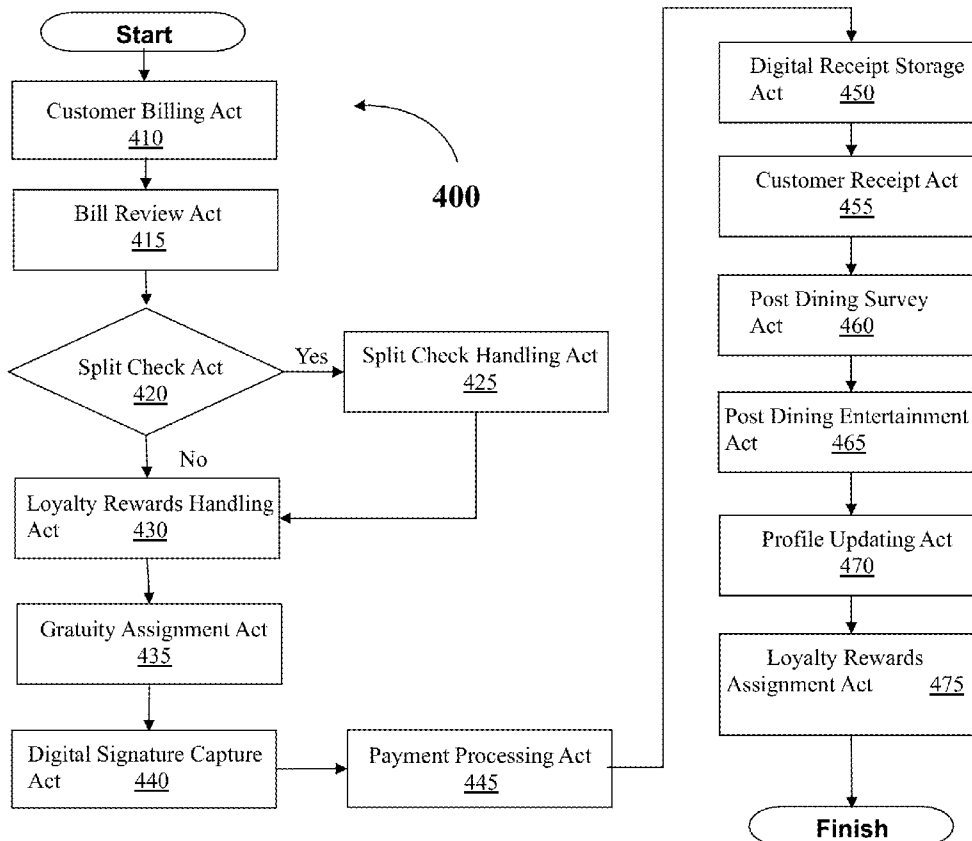 Start
Customer Billing Act
410
400
Bill Review Act
415
Split Check Act
420
Yes
Split Check Handling Act
425
No
Loyalty Rewards Handling
Act 430
Gratuity Assignment Act
435
Digital Signature Capture
Act 440
Payment Processing Act
445
Digital Receipt Storage
Act 450
Customer Receipt Act
455
Post Dining Survey
Act 460
Post Dining Entertainment
Act 465
Profile Updating Act
470
Loyalty Rewards
Assignment Act 475
Finish